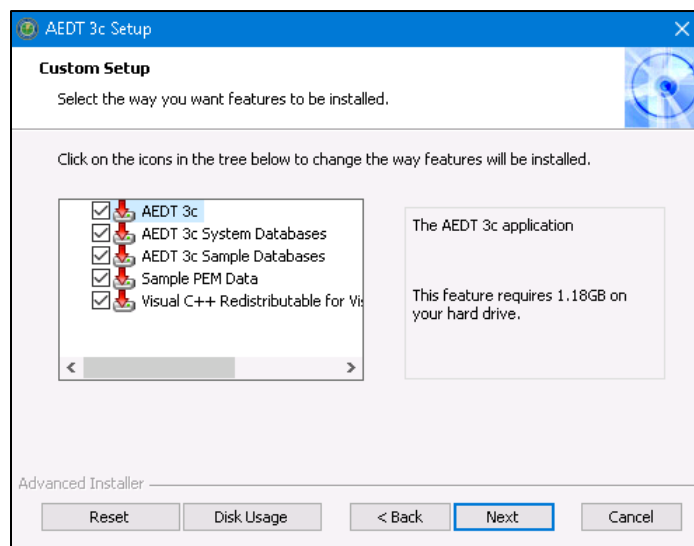 AEDT 3c Setup
Custom Setup
Select the way you want features to be installed.
Click on the icons in the tree below to change the way features will be installed.
AEDT 3c
AEDT 3c System Databases
AEDT 3c Sample Databases
Sample PEM Data
Visual C++ Redistributable for Vi
The AEDT 3c application
This feature requires 1.18GB on
your hard drive.
Advanced Installer
Reset
Disk Usage
< Back
Next
Cancel